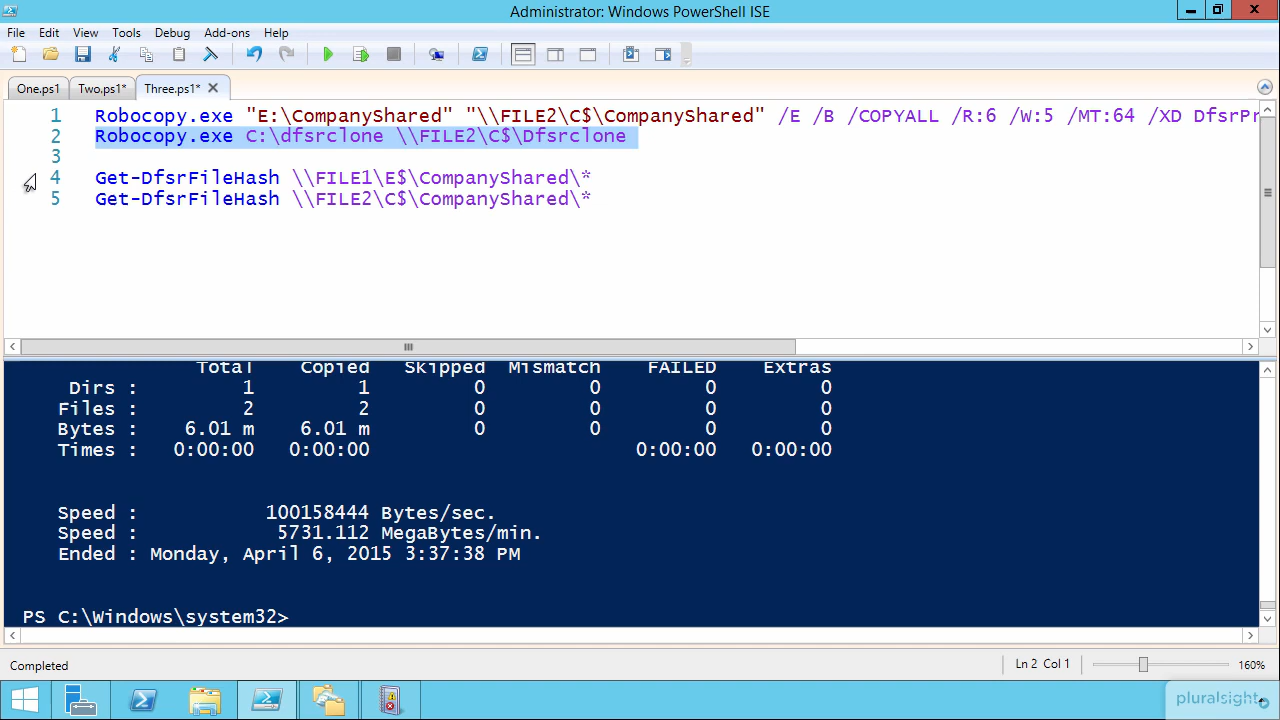 Administrator: Windows PowerShell ISE
File Edit View Tools Debug Add-ons Help
One.ps1 Two.ps1* Three.ps1*
1 Robocopy.exe "E:\CompanyShared" "\\FILE2\C$\CompanyShared" /E /B /COPYALL /R:6 /W:5 /MT:64 /XD DfsrPr
2 Robocopy.exe C:\dfsrclone \\FILE2\C$\Dfsrclone
3
4 Get-DfsrFileHash \\FILE1\E$\CompanyShared\*
5 Get-DfsrFileHash \\FILE2\C$\CompanyShared\*
Total Copied Skipped Mismatch FAILED Extras
Dirs : 1 1 0 0 0 0
Files : 2 2 0 0 0 0
Bytes : 6.01 m 6.01 m 0 0 0 0
Times : 0:00:00 0:00:00 0:00:00 0:00:00
Speed : 100158444 Bytes/sec.
Speed : 5731.112 MegaBytes/min.
Ended : Monday, April 6, 2015 3:37:38 PM
PS C:\Windows\system32>
Completed Ln 2 Col 1 160%
pluralsight